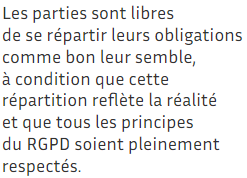 Les parties sont libres
de se répartir leurs obligations
comme bon leur semble,
à condition que cette
répartition reflète la réalité
et que tous les principes
du RGPD soient pleinement
respectés.